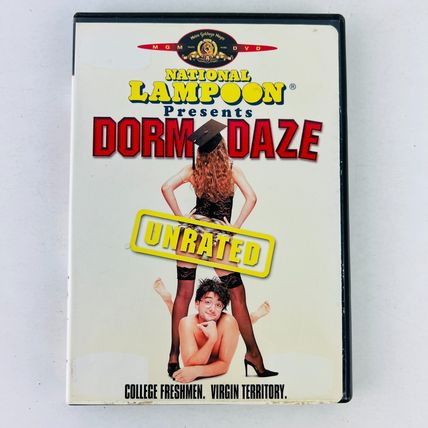 MGM DVD
NATIONAL
LAMPOON®
Presents
DORM DAZE
UNRATED
COLLEGE FRESHMEN. VIRGIN TERRITORY.